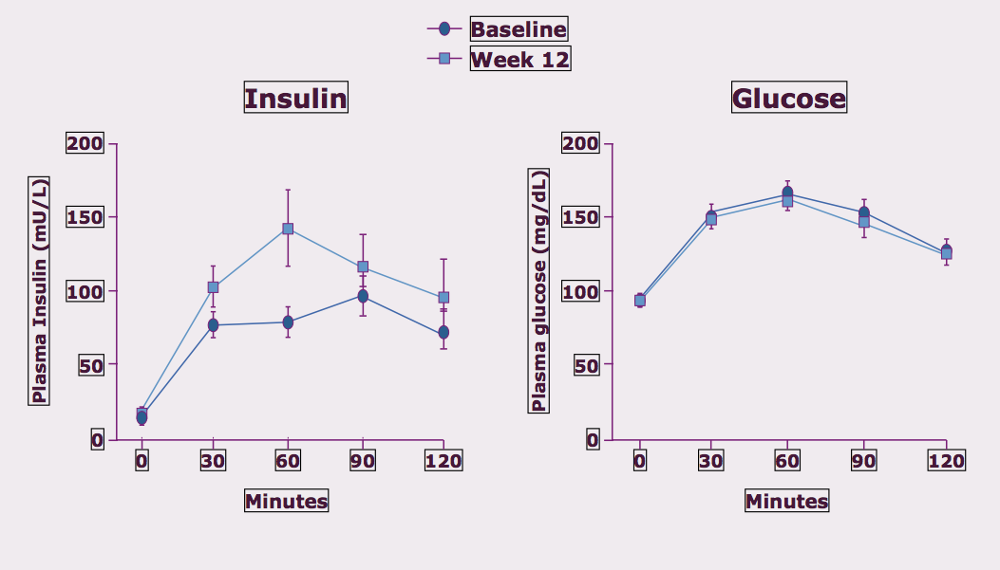 Baseline
Week 12
Insulin
Glucose
Plasma Insulin (mU/L)
200
150
100
50
0
0 30 60 90 120
Minutes
Plasma glucose (mg/dL)
200
150
100
50
0
0 30 60 90 120
Minutes